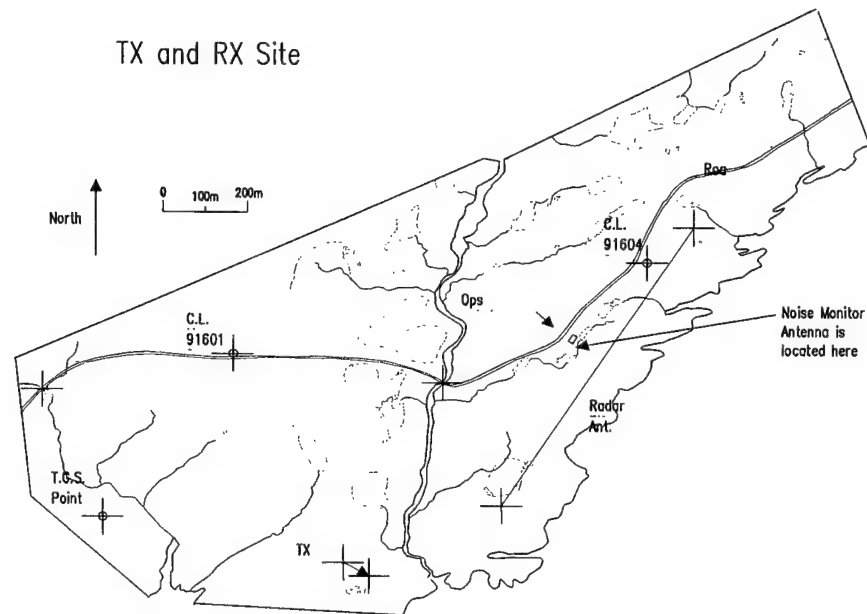 TX and RX Site
0 100m 200m
North
Roa
C.L.
91604
Ops
C.L.
91601
Noise Monitor
Antenna is
located here
Radar
Ant.
T.G.S.
Point
TX